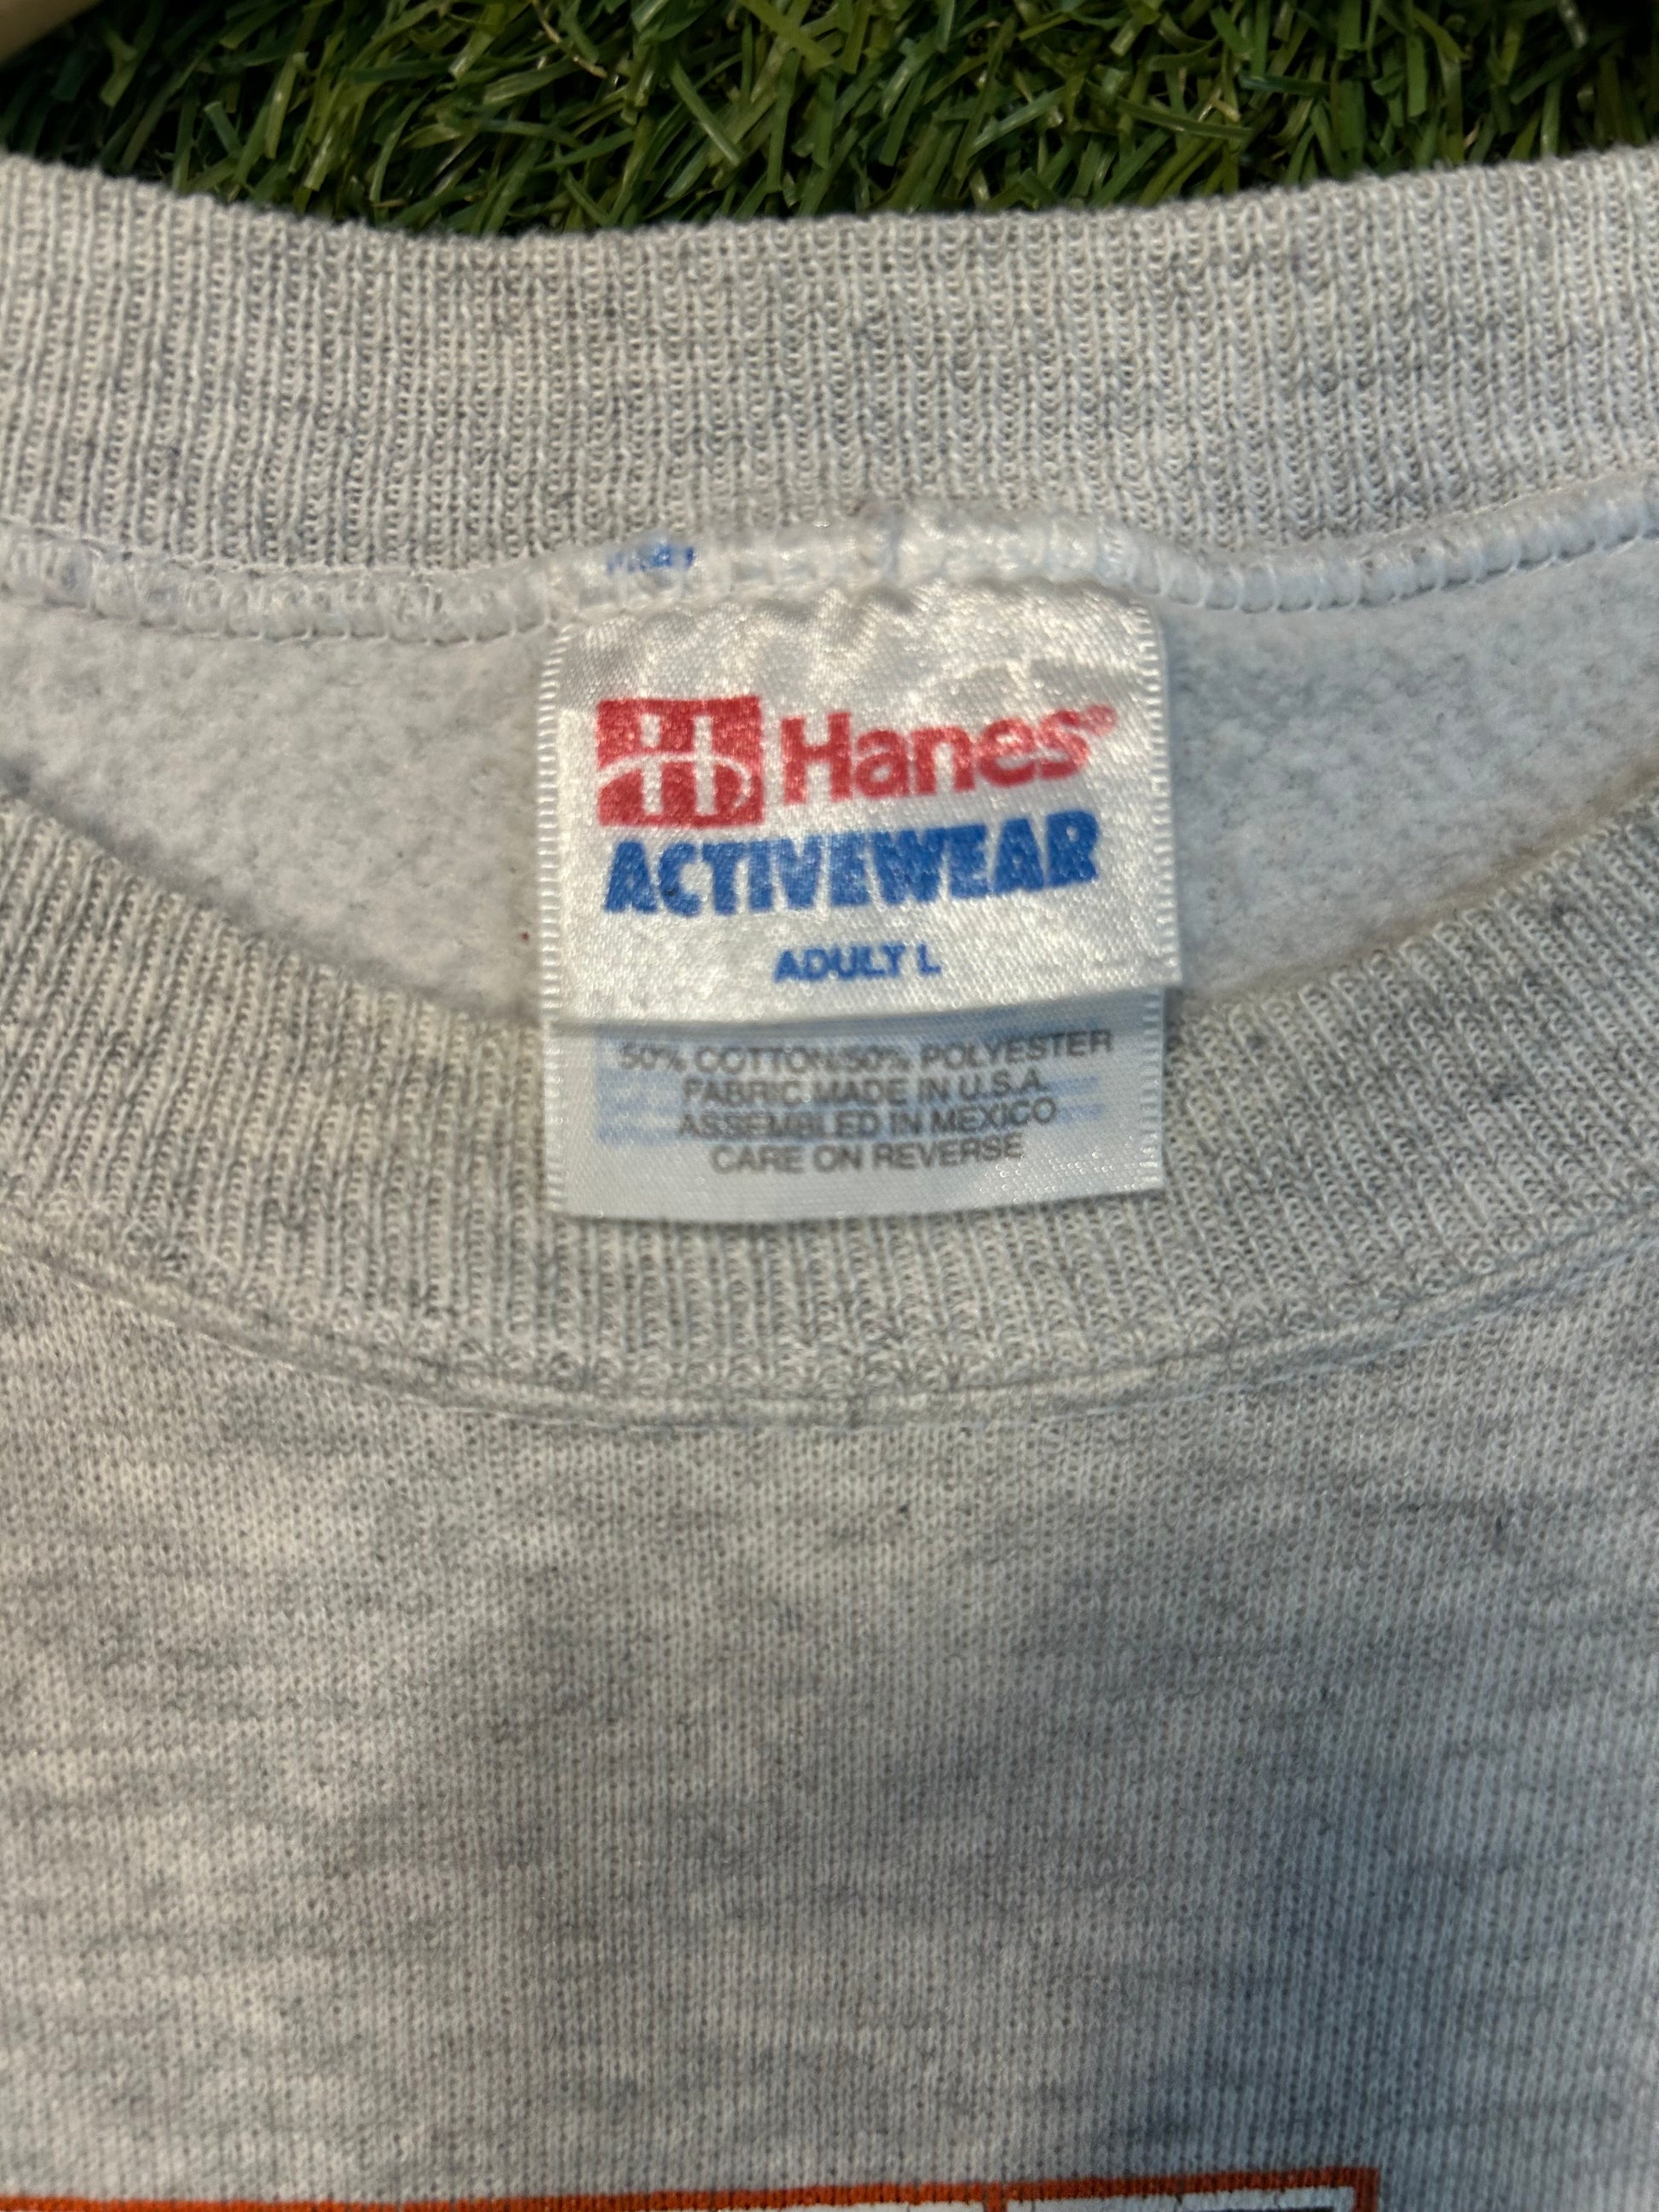 Hanes®
ACTIVEWEAR
ADULT L
50% COTTON 50% POLYESTER
FABRIC MADE IN U.S.A.
ASSEMBLED IN MEXICO
CARE ON REVERSE